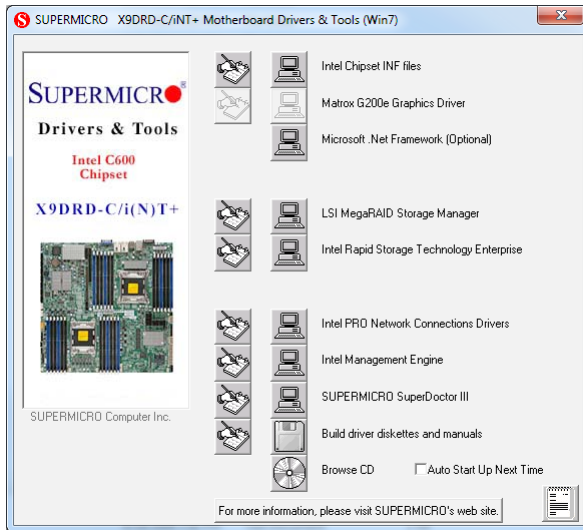 SUPERMICRO X9DRD-C/iNT+ Motherboard Drivers & Tools (Win7)
SUPERMICR
Drivers & Tools
Intel C600
Chipset
X9DRD-C/i(N)T+
SUPERMICRO Computer Inc.
Intel Chipset INF files
Matrox G200e Graphics Driver
Microsoft .Net Framework (Optional)
LSI MegaRAID Storage Manager
Intel Rapid Storage Technology Enterprise
Intel PRO Network Connections Drivers
Intel Management Engine
SUPERMICRO SuperDoctor III
Build driver diskettes and manuals
Browse CD Auto Start Up Next Time
For more information, please visit SUPERMICRO's web site.